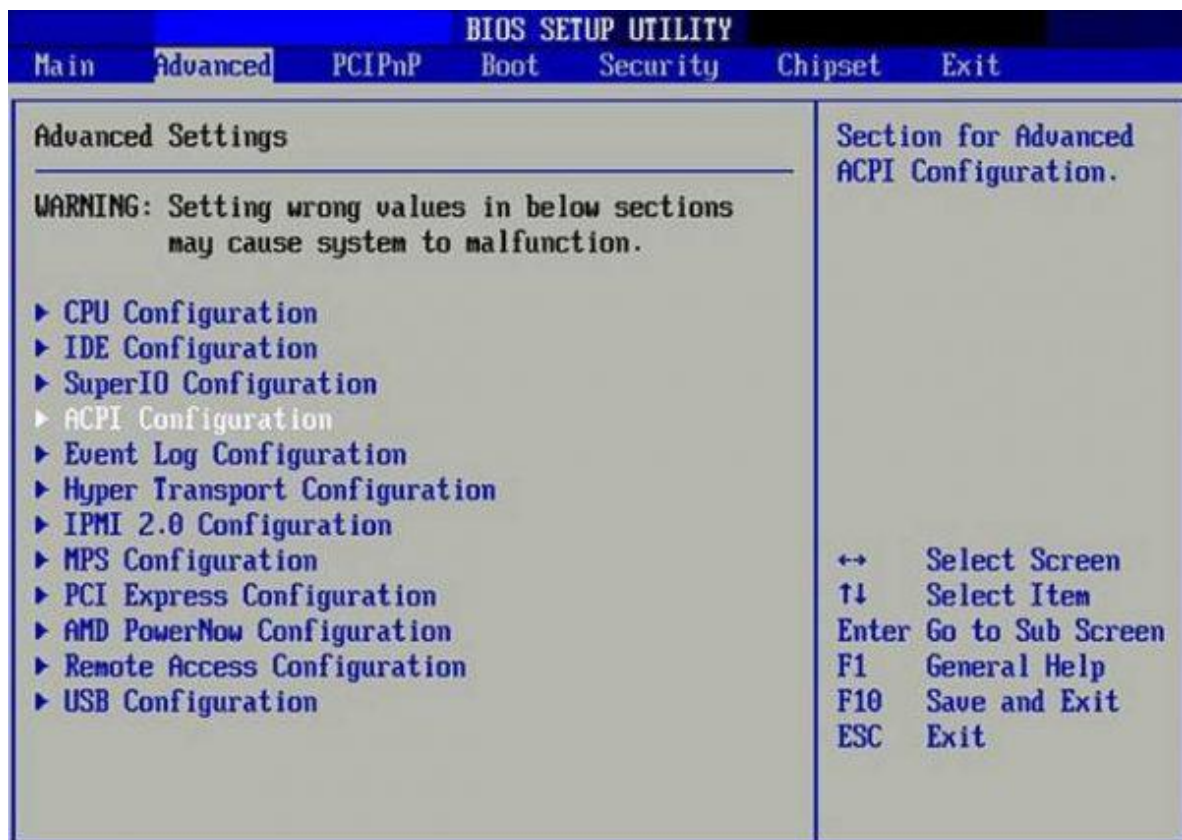 BIOS SETUP UTILITY
Main Advanced PCIPnP Boot Security Chipset Exit
Advanced Settings
WARNING: Setting wrong values in below sections
may cause system to malfunction.
▶ CPU Configuration
▶ IDE Configuration
▶ SuperIO Configuration
▶ ACPI Configuration
▶ Event Log Configuration
▶ Hyper Transport Configuration
▶ IPMI 2.0 Configuration
▶ MPS Configuration
▶ PCI Express Configuration
▶ AMD PowerNow Configuration
▶ Remote Access Configuration
▶ USB Configuration
Section for Advanced
ACPI Configuration.
↔ Select Screen
↑↓ Select Item
Enter Go to Sub Screen
F1 General Help
F10 Save and Exit
ESC Exit